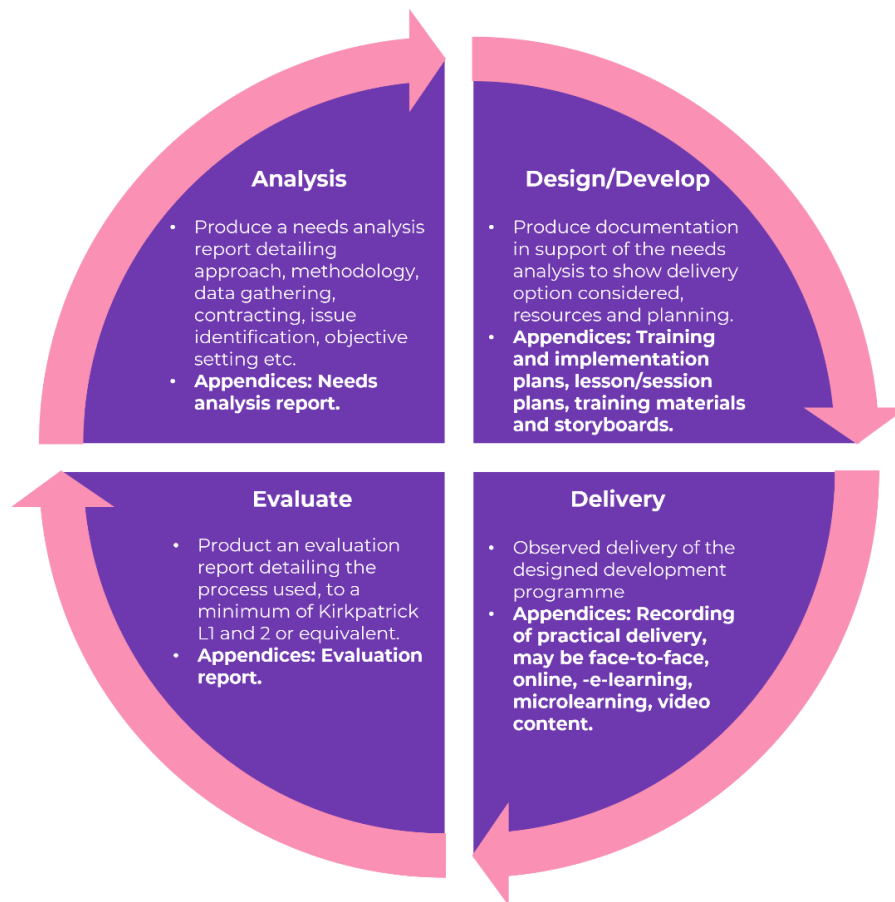 Analysis
• Produce a needs analysis
report detailing
approach, methodology,
data gathering,
contracting, issue
identification, objective
setting etc.
• Appendices: Needs
analysis report.
Design/Develop
• Produce documentation
in support of the needs
analysis to show delivery
option considered,
resources and planning.
• Appendices: Training
and implementation
plans, lesson/session
plans, training materials
and storyboards.
Evaluate
• Product an evaluation
report detailing the
process used, to a
minimum of Kirkpatrick
L1 and 2 or equivalent.
• Appendices: Evaluation
report.
Delivery
• Observed delivery of the
designed development
programme
• Appendices: Recording
of practical delivery,
may be face-to-face,
online, -e-learning,
microlearning, video
content.